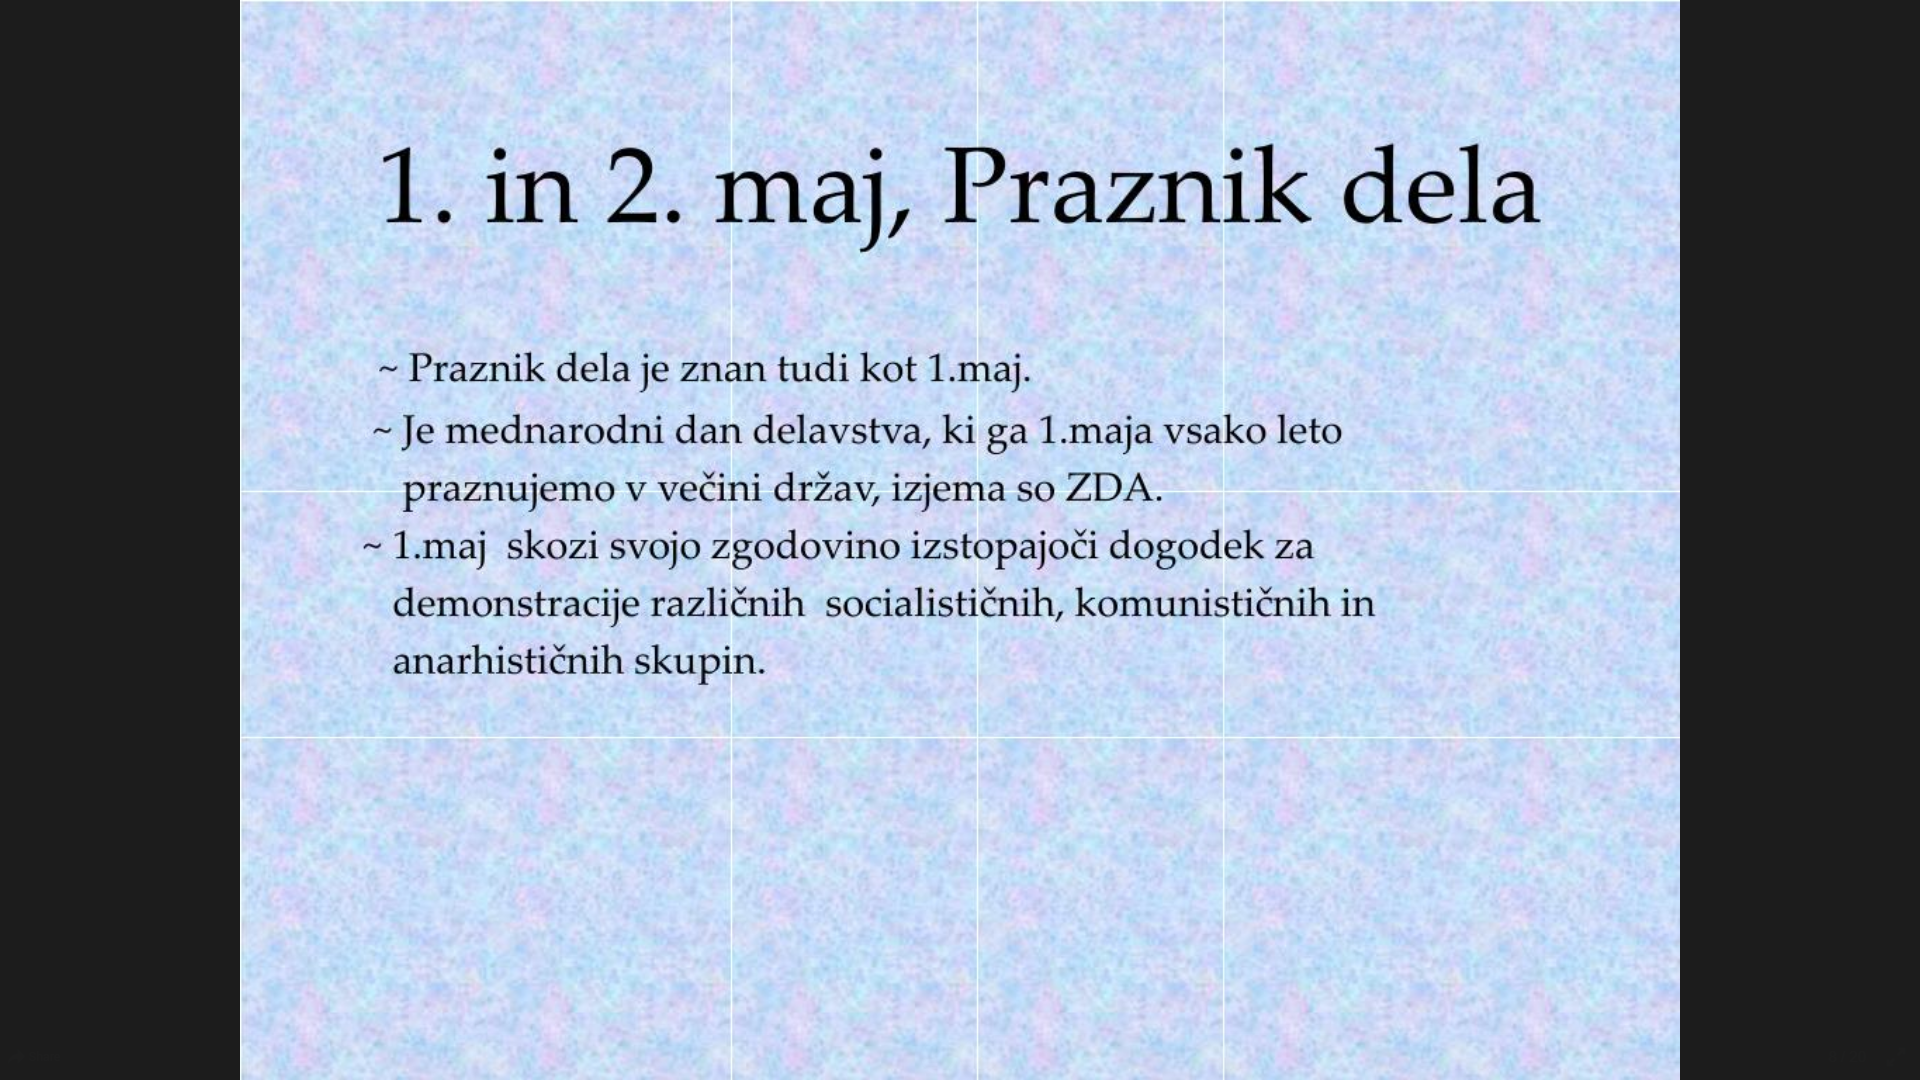 1. in 2. maj, Praznik dela
~ Praznik dela je znan tudi kot 1.maj.
~ Je mednarodni dan delavstva, ki ga 1.maja vsako leto
praznujemo v večini držav, izjema so ZDA.
~ 1.maj  skozi svojo zgodovino izstopajoči dogodek za
demonstracije različnih  socialističnih, komunističnih in
anarhističnih skupin.